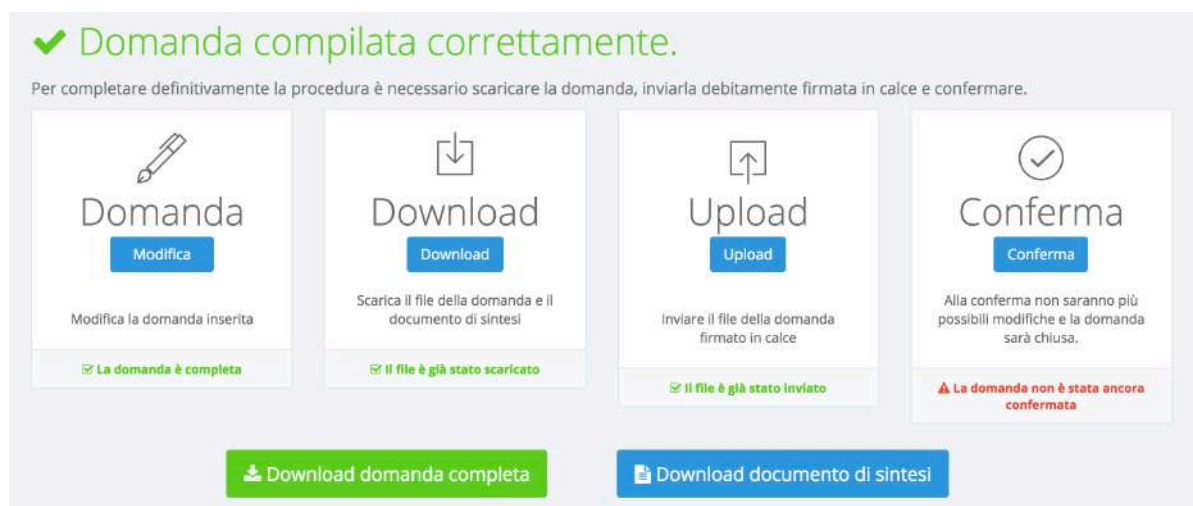 Domanda compilata correttamente.
Per completare definitivamente la procedura è necessario scaricare la domanda, inviarla debitamente firmata in calce e confermare.
Domanda
Modifica
Modifica la domanda inserita
La domanda è completa
Download
Download
Scarica il file della domanda e il
documento di sintesi
Il file è già stato scaricato
Upload
Upload
Inviare il file della domanda
firmato in calce
Il file è già stato inviato
Conferma
Conferma
Alla conferma non saranno più
possibili modifiche e la domanda
sarà chiusa.
La domanda non è stata ancora
confermata
Download domanda completa
Download documento di sintesi